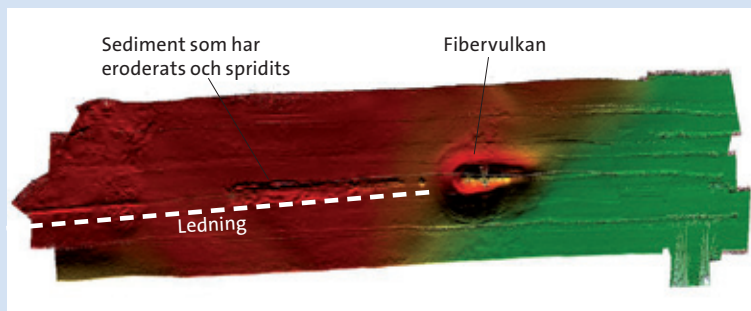 Sediment som har
eroderats och spridits
Fibervulkan
Ledning